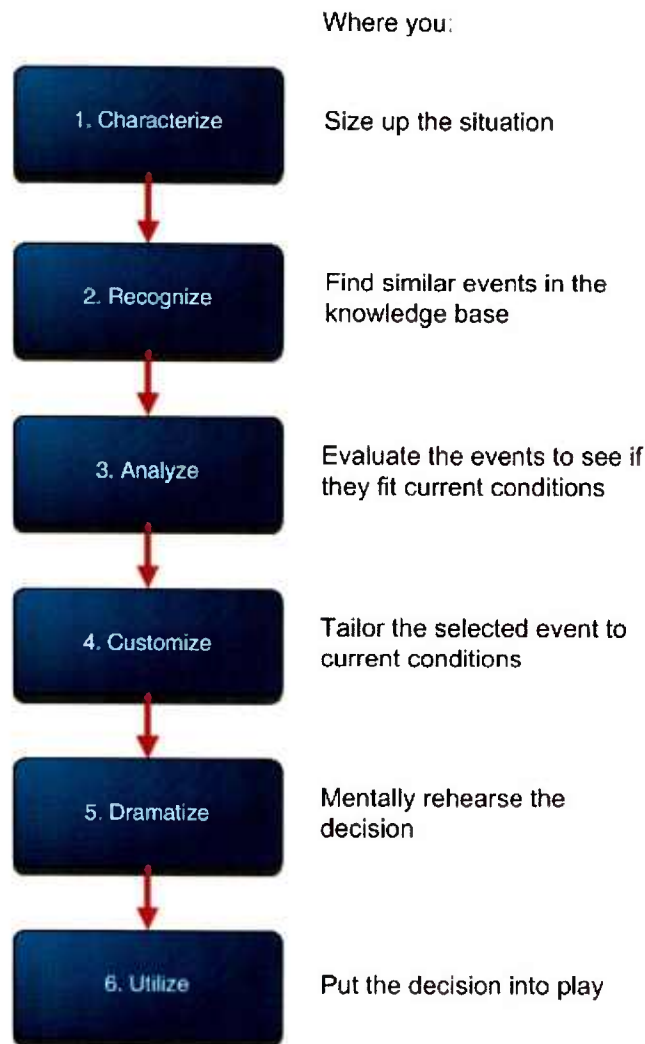 Where you:
1. Characterize
Size up the situation
2. Recognize
Find similar events in the
knowledge base
3. Analyze
Evaluate the events to see if
they fit current conditions
4. Customize
Tailor the selected event to
current conditions
5. Dramatize
Mentally rehearse the
decision
6. Utilize
Put the decision into play